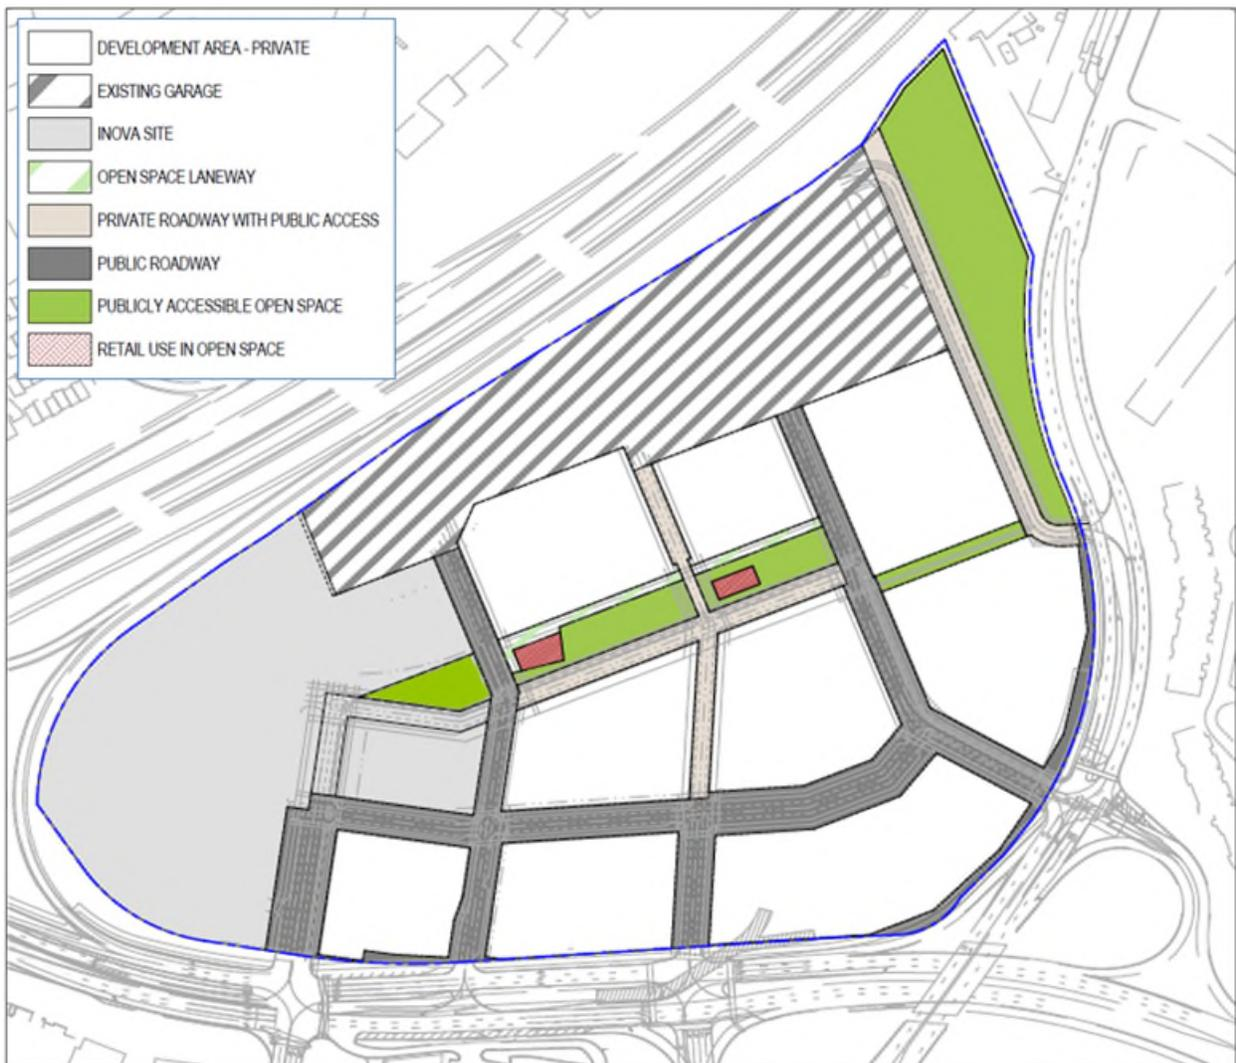 DEVELOPMENT AREA - PRIVATE
EXISTING GARAGE
INOVA SITE
OPEN SPACE LANEWAY
PRIVATE ROADWAY WITH PUBLIC ACCESS
PUBLIC ROADWAY
PUBLICLY ACCESSIBLE OPEN SPACE
RETAIL USE IN OPEN SPACE